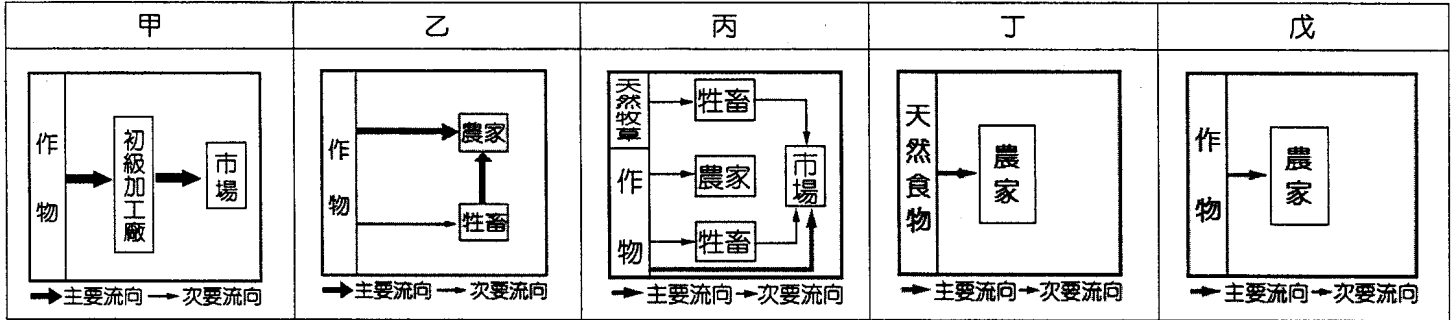 甲 乙 丙 丁 戊
作物 初級加工廠 市場
➡主要流向 → 次要流向
作物 農家 牲畜
➡主要流向 → 次要流向
天然牧草 作物 牲畜 農家 牲畜 市場
➡ 主要流向 → 次要流向
天然食物 農家
➡ 主要流向 → 次要流向
作物 農家
➡ 主要流向 → 次要流向